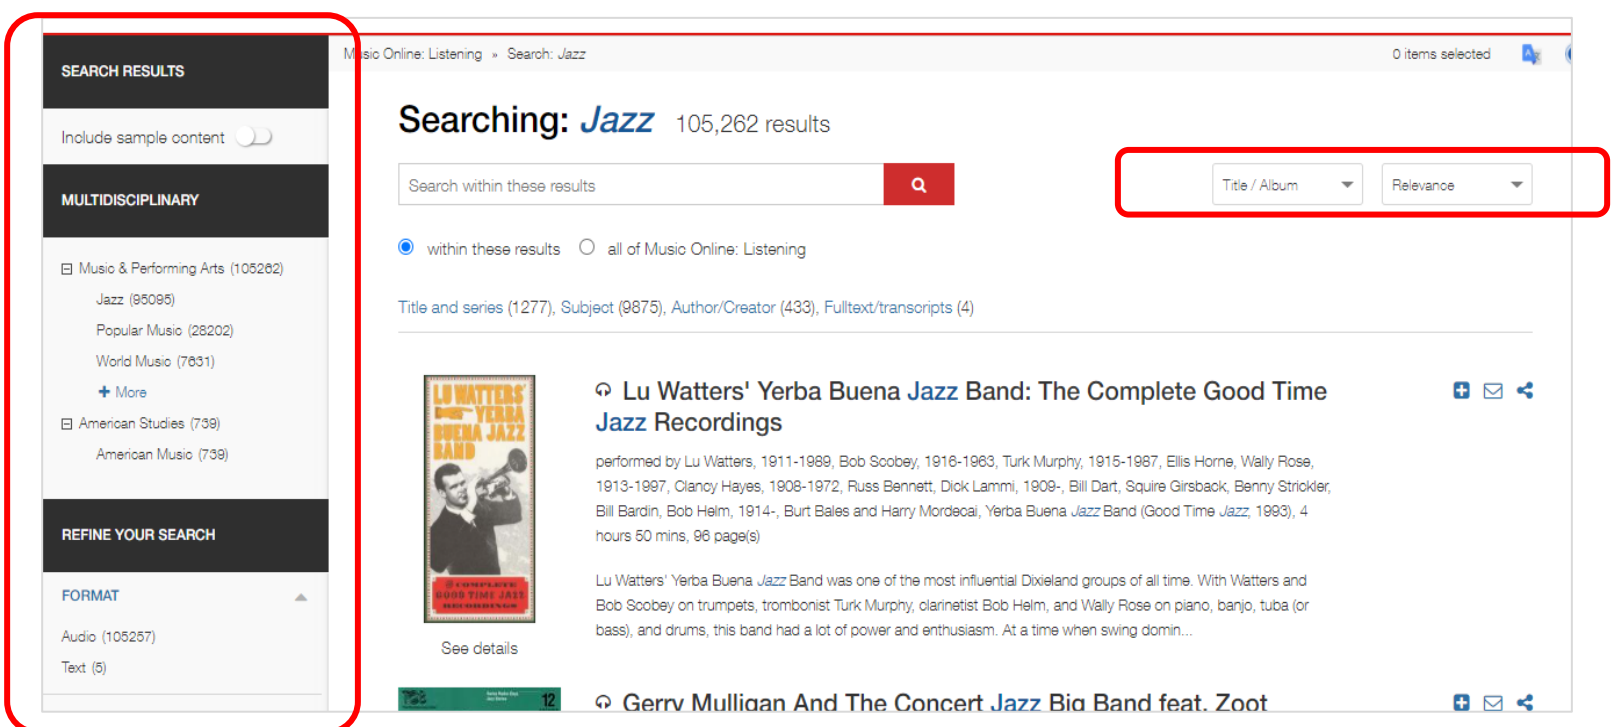 SEARCH RESULTS
Include sample content
MULTIDISCIPLINARY
Music & Performing Arts (105262)
Jazz (95095)
Popular Music (28202)
World Music (7631)
+ More
American Studies (739)
American Music (739)
REFINE YOUR SEARCH
FORMAT
Audio (105257)
Text (5)
Music Online: Listening » Search: Jazz
0 items selected
Searching: Jazz 105,262 results
Search within these results
Title / Album
Relevance
within these results all of Music Online: Listening
Title and series (1277), Subject (9875), Author/Creator (433), Fulltext/transcripts (4)
LU WATTERS'
YERBA
BUENA JAZZ
BAND
COMPLETE
GOOD TIME JAZZ
RECORDINGS
See details
Lu Watters' Yerba Buena Jazz Band: The Complete Good Time
Jazz Recordings
performed by Lu Watters, 1911-1989, Bob Scobey, 1916-1963, Turk Murphy, 1915-1987, Ellis Horne, Wally Rose,
1913-1997, Clancy Hayes, 1908-1972, Russ Bennett, Dick Lammi, 1909-, Bill Dart, Squire Girsback, Benny Strickler,
Bill Bardin, Bob Helm, 1914-, Burt Bales and Harry Mordecai, Yerba Buena Jazz Band (Good Time Jazz, 1993), 4
hours 50 mins, 96 page(s)
Lu Watters' Yerba Buena Jazz Band was one of the most influential Dixieland groups of all time. With Watters and
Bob Scobey on trumpets, trombonist Turk Murphy, clarinetist Bob Helm, and Wally Rose on piano, banjo, tuba (or
bass), and drums, this band had a lot of power and enthusiasm. At a time when swing domin...
12
Gerry Mulligan And The Concert Jazz Big Band feat. Zoot